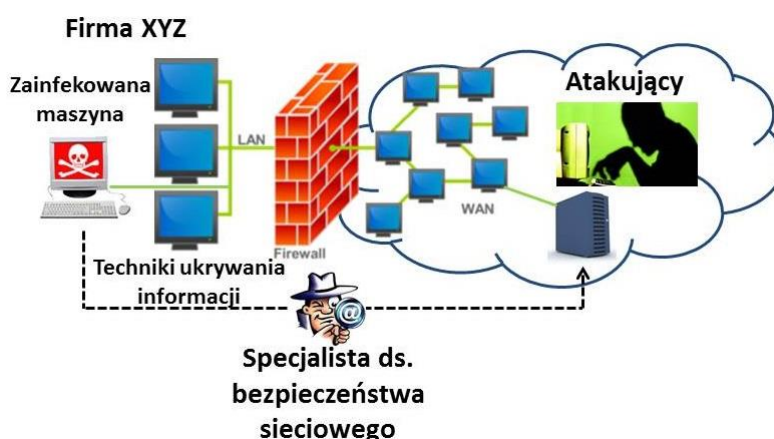 Firma XYZ
Zainfekowana
maszyna
LAN
Firewall
Atakujący
WAN
Techniki ukrywania
informacji
@
Specjalista ds.
bezpieczeństwa
sieciowego